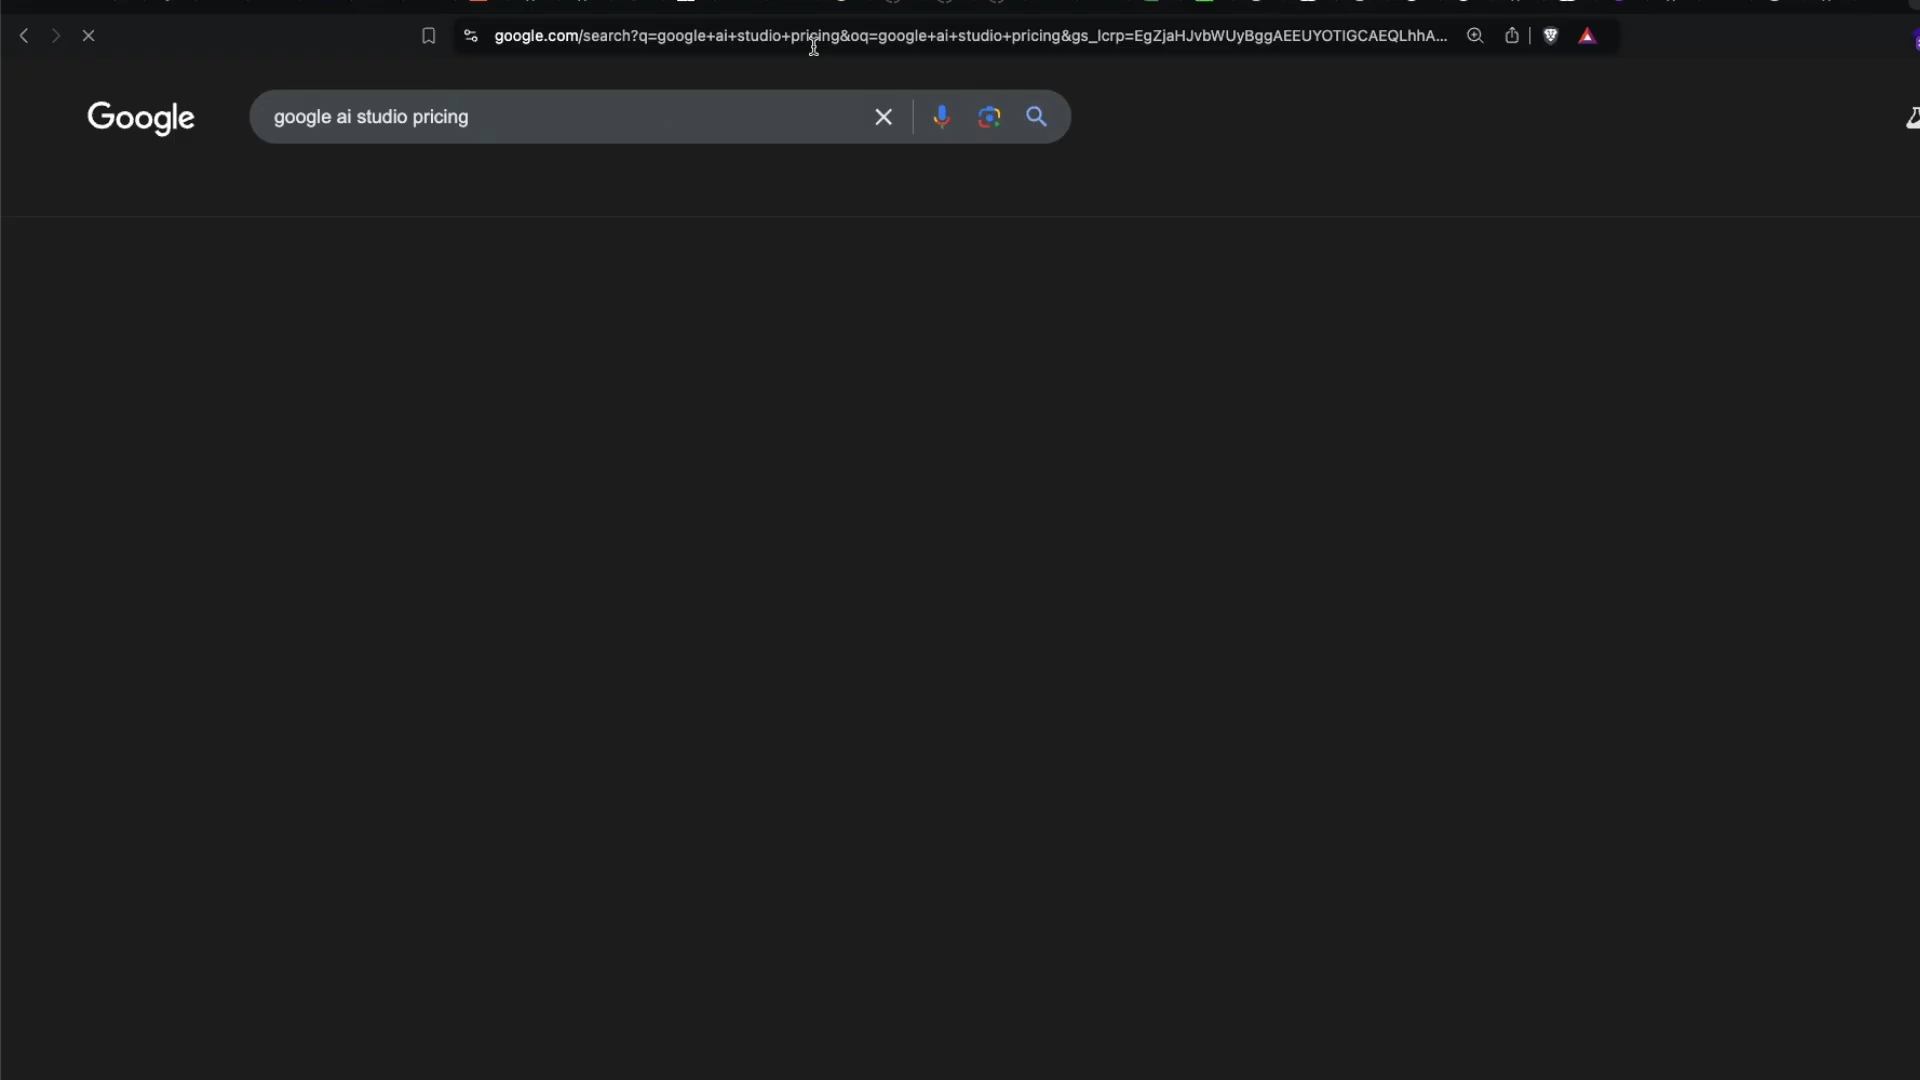 google.com/search?q=google+ai+studio+pricing&oq=google+ai+studio+pricing&gs_lcrp=EgZjaHJvbWUyBggAEEUYOTIGCAEQLhhA...
Google
google ai studio pricing